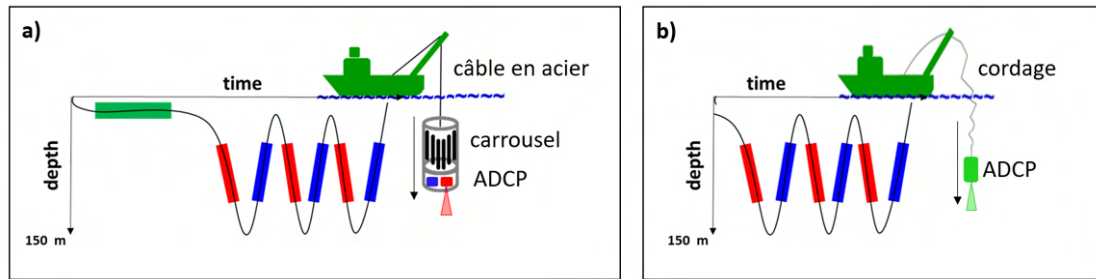 a)
time
câble en acier
carrousel
ADCP
depth
150 m
b)
time
cordage
ADCP
depth
150 m